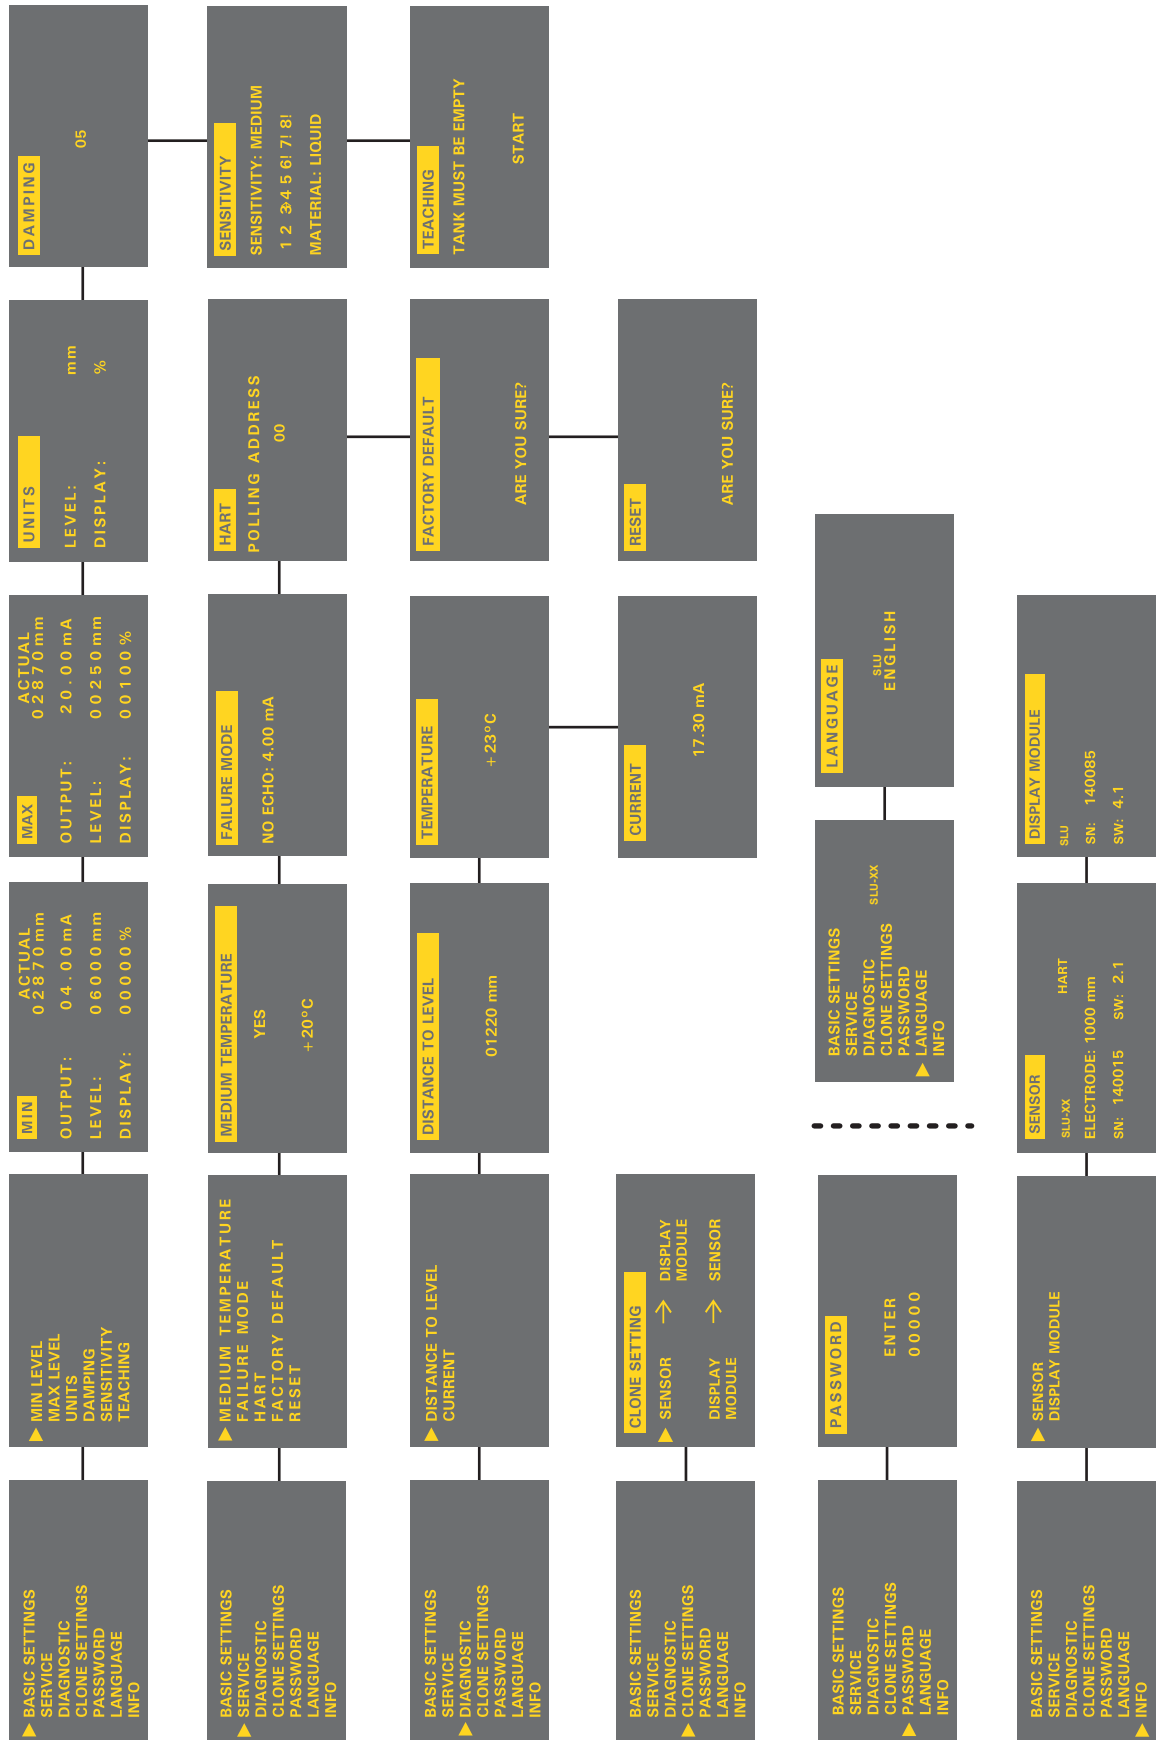 BASIC SETTINGS
SERVICE
DIAGNOSTIC
CLONE SETTINGS
PASSWORD
LANGUAGE
INFO
MIN LEVEL
MAX LEVEL
UNITS
DAMPING
SENSITIVITY
TEACHING
MIN
ACTUAL
02870mm
OUTPUT: 04.00mA
LEVEL: 06000mm
DISPLAY: 00000%
MAX
ACTUAL
02870mm
OUTPUT: 20.00mA
LEVEL: 00250mm
DISPLAY: 00100%
UNITS
LEVEL: mm
DISPLAY: %
DAMPING
05
SENSITIVITY
SENSITIVITY: MEDIUM
1 2 3›4 5 6! 7! 8!
MATERIAL: LIQUID
TEACHING
TANK MUST BE EMPTY
START
BASIC SETTINGS
SERVICE
DIAGNOSTIC
CLONE SETTINGS
PASSWORD
LANGUAGE
INFO
MEDIUM TEMPERATURE
FAILURE MODE
HART
FACTORY DEFAULT
RESET
MEDIUM TEMPERATURE
YES
+20°C
FAILURE MODE
NO ECHO: 4.00 mA
HART
POLLING ADDRESS
00
FACTORY DEFAULT
ARE YOU SURE?
RESET
ARE YOU SURE?
BASIC SETTINGS
SERVICE
DIAGNOSTIC
CLONE SETTINGS
PASSWORD
LANGUAGE
INFO
DISTANCE TO LEVEL
CURRENT
DISTANCE TO LEVEL
01220 mm
TEMPERATURE
+23°C
CURRENT
17.30 mA
BASIC SETTINGS
SERVICE
DIAGNOSTIC
CLONE SETTINGS
PASSWORD
LANGUAGE
INFO
CLONE SETTING
SENSOR → DISPLAY
MODULE
DISPLAY → SENSOR
MODULE
BASIC SETTINGS
SERVICE
DIAGNOSTIC
CLONE SETTINGS
PASSWORD
LANGUAGE
INFO
PASSWORD
ENTER
00000
BASIC SETTINGS
SERVICE
DIAGNOSTIC SLU-XX
CLONE SETTINGS
PASSWORD
LANGUAGE
INFO
LANGUAGE
SLU
ENGLISH
BASIC SETTINGS
SERVICE
DIAGNOSTIC
CLONE SETTINGS
PASSWORD
LANGUAGE
INFO
SENSOR
DISPLAY MODULE
SENSOR
SLU-XX HART
ELECTRODE: 1000 mm
SN: 140015 SW: 2.1
DISPLAY MODULE
SLU
SN: 140085
SW: 4.1